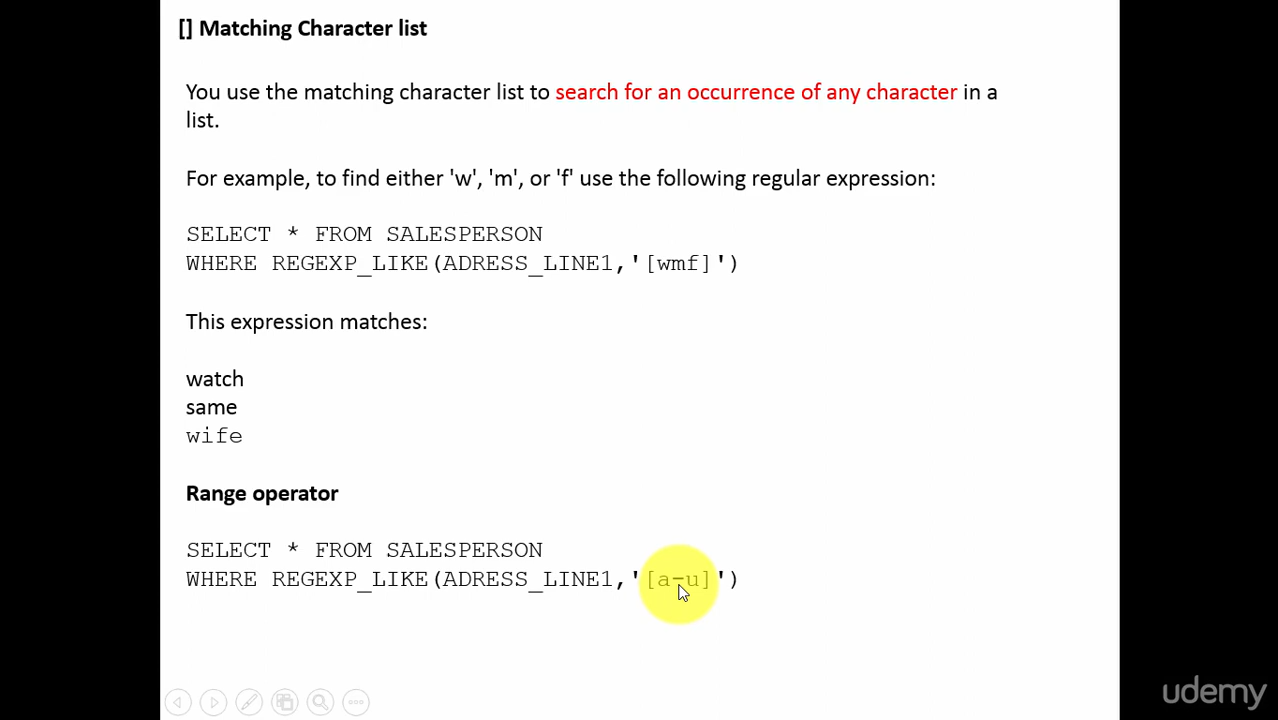 [] Matching Character list
You use the matching character list to search for an occurrence of any character in a
list.
For example, to find either 'w', 'm', or 'f' use the following regular expression:
SELECT * FROM SALESPERSON
WHERE REGEXP_LIKE(ADRESS_LINE1,'[wmf]')
This expression matches:
watch
same
wife
Range operator
SELECT * FROM SALESPERSON
WHERE REGEXP_LIKE(ADRESS_LINE1,'[a-u]')
udemy